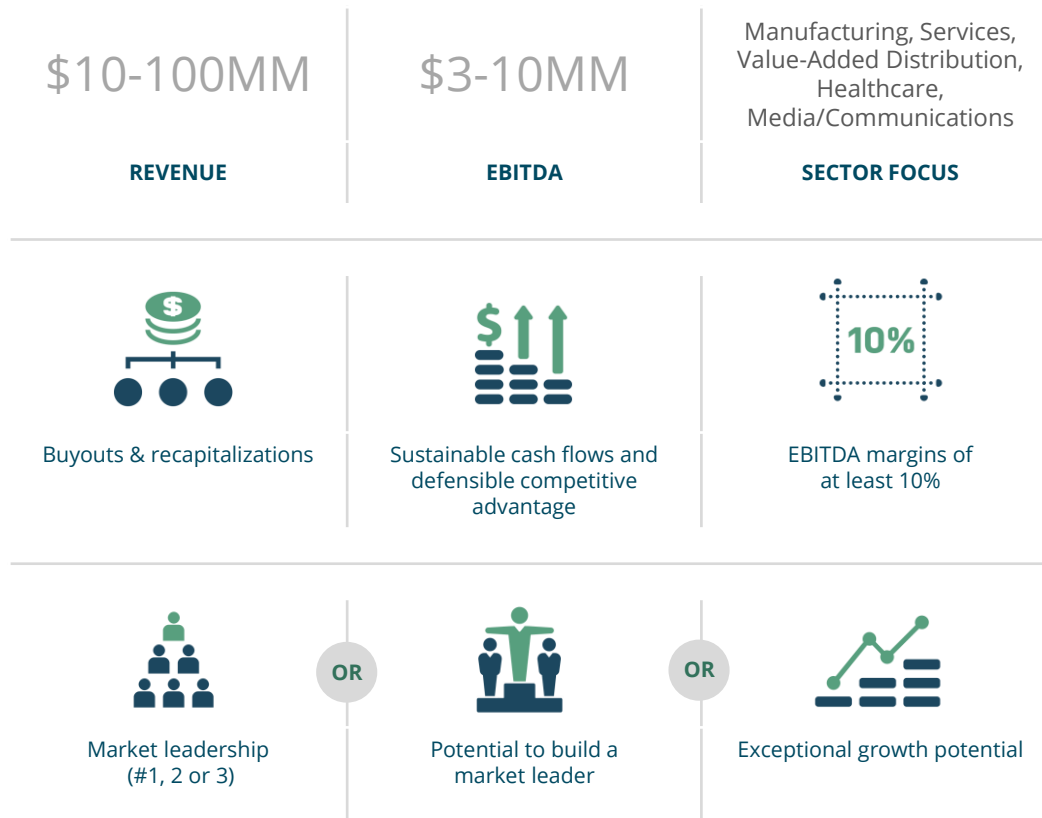 $10-100MM
REVENUE
$3-10MM
EBITDA
Manufacturing, Services,
Value-Added Distribution,
Healthcare,
Media/Communications
SECTOR FOCUS
$
Buyouts & recapitalizations
$
Sustainable cash flows and
defensible competitive
advantage
10%
EBITDA margins of
at least 10%
Market leadership
(#1, 2 or 3)
OR
Potential to build a
market leader
OR
Exceptional growth potential